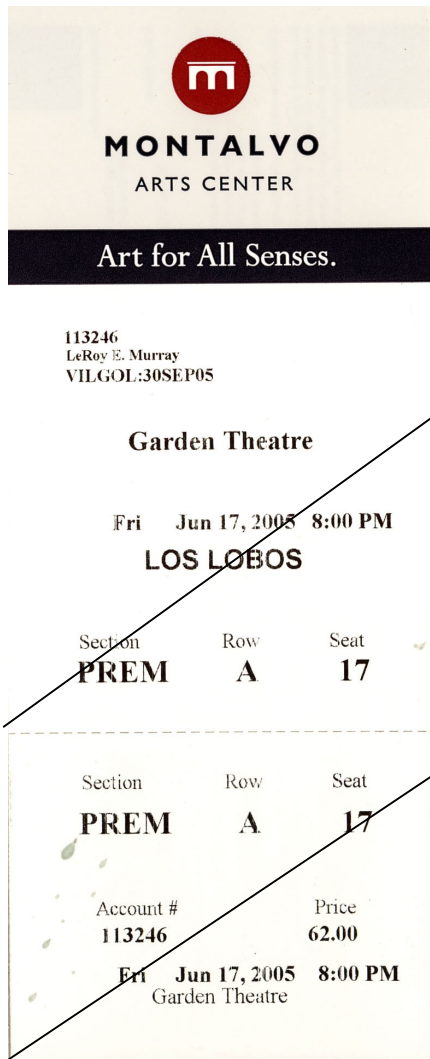 m
MONTALVO
ARTS CENTER
Art for All Senses.
113246
LeRoy E. Murray
VILGOL:30SEP05
Garden Theatre
Fri Jun 17, 2005 8:00 PM
LOS LOBOS
Section Row Seat
PREM A 17
Section Row Seat
PREM A 17
Account # Price
113246 62.00
Fri Jun 17, 2005 8:00 PM
Garden Theatre